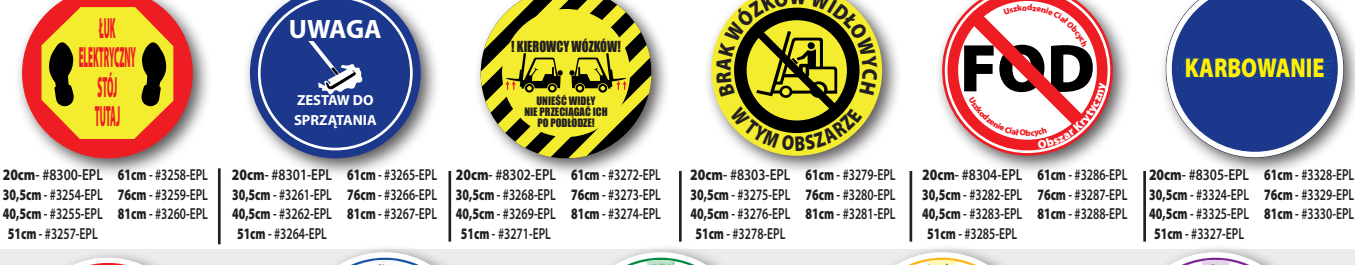 ŁUK
ELEKTRYCZNY
STÓJ
TUTAJ
20cm- #8300-EPL 61cm - #3258-EPL
30,5cm - #3254-EPL 76cm - #3259-EPL
40,5cm - #3255-EPL 81cm - #3260-EPL
51cm - #3257-EPL
UWAGA
ZESTAW DO
SPRZĄTANIA
20cm- #8301-EPL 61cm - #3265-EPL
30,5cm - #3261-EPL 76cm - #3266-EPL
40,5cm - #3262-EPL 81cm - #3267-EPL
51cm - #3264-EPL
! KIEROWCY WÓZKÓW!
UNIEŚĆ WIDŁY
NIE PRZECIĄGAĆ ICH
PO PODŁODZE!
20cm- #8302-EPL 61cm - #3272-EPL
30,5cm - #3268-EPL 76cm - #3273-EPL
40,5cm - #3269-EPL 81cm - #3274-EPL
51cm - #3271-EPL
BRAK WÓZKÓW WIDŁOWYCH
W TYM OBSZARZE
20cm- #8303-EPL 61cm - #3279-EPL
30,5cm - #3275-EPL 76cm - #3280-EPL
40,5cm - #3276-EPL 81cm - #3281-EPL
51cm - #3278-EPL
Uszkodzenie Ciał Obcych
FOD
Uszkodzenie Ciał Obcych
Obszar Krytyczny
20cm- #8304-EPL 61cm - #3286-EPL
30,5cm - #3282-EPL 76cm - #3287-EPL
40,5cm - #3283-EPL 81cm - #3288-EPL
51cm - #3285-EPL
KARBOWANIE
20cm- #8305-EPL 61cm - #3328-EPL
30,5cm - #3324-EPL 76cm - #3329-EPL
40,5cm - #3325-EPL 81cm - #3330-EPL
51cm - #3327-EPL